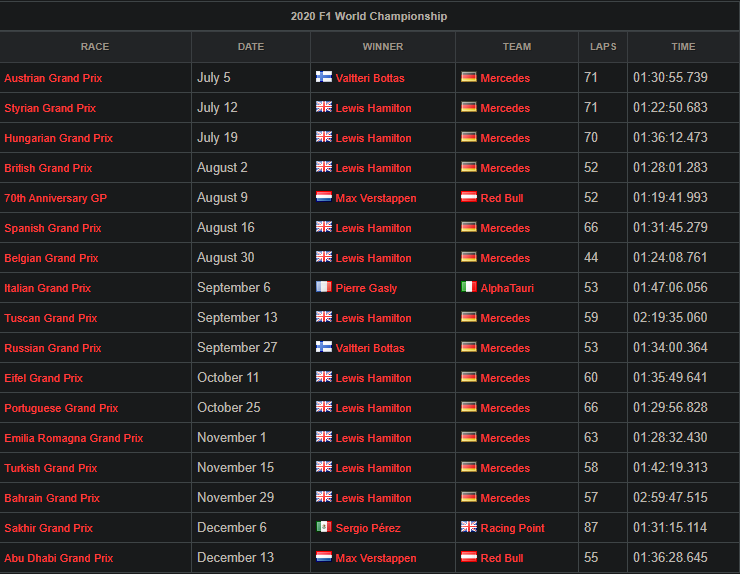 2020 F1 World Championship
RACE DATE WINNER TEAM LAPS TIME
Austrian Grand Prix July 5 Valtteri Bottas Mercedes 71 01:30:55.739
Styrian Grand Prix July 12 Lewis Hamilton Mercedes 71 01:22:50.683
Hungarian Grand Prix July 19 Lewis Hamilton Mercedes 70 01:36:12.473
British Grand Prix August 2 Lewis Hamilton Mercedes 52 01:28:01.283
70th Anniversary GP August 9 Max Verstappen Red Bull 52 01:19:41.993
Spanish Grand Prix August 16 Lewis Hamilton Mercedes 66 01:31:45.279
Belgian Grand Prix August 30 Lewis Hamilton Mercedes 44 01:24:08.761
Italian Grand Prix September 6 Pierre Gasly AlphaTauri 53 01:47:06.056
Tuscan Grand Prix September 13 Lewis Hamilton Mercedes 59 02:19:35.060
Russian Grand Prix September 27 Valtteri Bottas Mercedes 53 01:34:00.364
Eifel Grand Prix October 11 Lewis Hamilton Mercedes 60 01:35:49.641
Portuguese Grand Prix October 25 Lewis Hamilton Mercedes 66 01:29:56.828
Emilia Romagna Grand Prix November 1 Lewis Hamilton Mercedes 63 01:28:32.430
Turkish Grand Prix November 15 Lewis Hamilton Mercedes 58 01:42:19.313
Bahrain Grand Prix November 29 Lewis Hamilton Mercedes 57 02:59:47.515
Sakhir Grand Prix December 6 Sergio Pérez Racing Point 87 01:31:15.114
Abu Dhabi Grand Prix December 13 Max Verstappen Red Bull 55 01:36:28.645